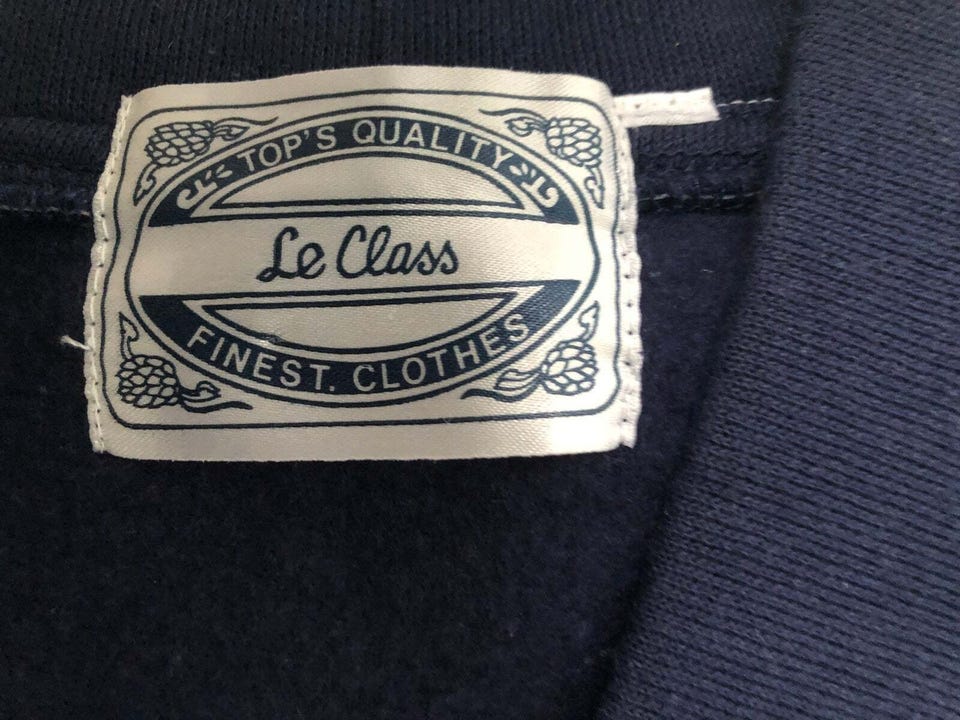 TOP'S QUALITY
Le Class
FINEST. CLOTHES